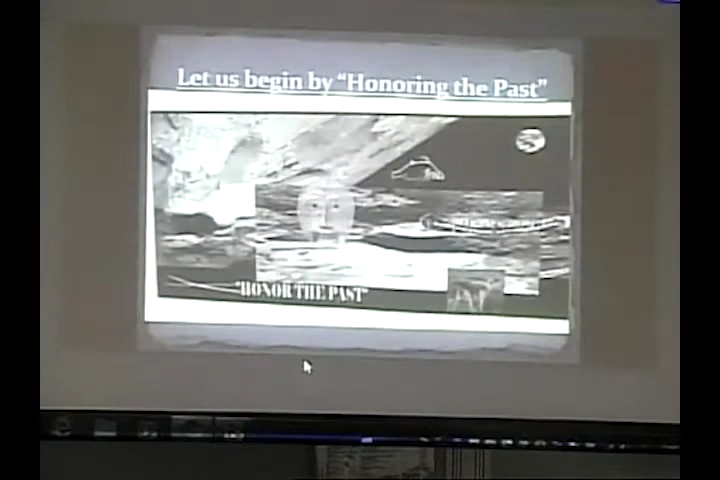 Let us begin by “Honoring the Past”
"HONOR THE PAST"